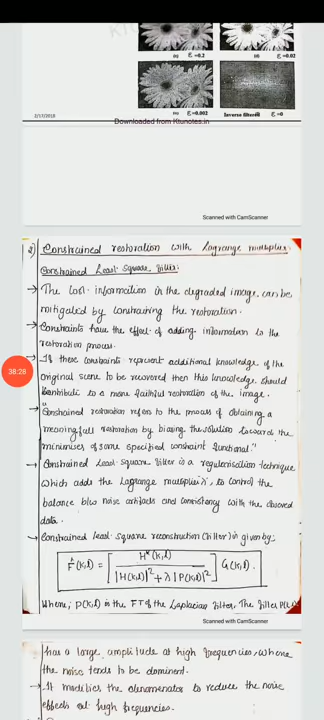 (c) ε =0.2
(d) ε =0.02
(e) ε =0.002
Inverse filter ε =0
2/17/2018
Downloaded from Ktunotes.in
Scanned with CamScanner
2) Constrained restoration with Lagrange multiplier.
Constrained Least Square Filter:
→ The lost information in the degraded image, can be
mitigated by constraining the restoration.
→ Constraints have the effect of adding information to the
restoration process.
→ If these constraints represent additional knowledge of the
38:28
original scene to be recovered then this knowledge should
contribute to a more faithful restoration of the image.
→ "Constrained restoration refers to the process of obtaining a
meaningfull restoration by biasing the solution towards the
minimiser of some specified constraint functional."
→ Constrained Least Square filter is a regularisation technique
which adds the Lagrange multiplier λ, to control the
balance b/w noise artifacts and consistency with the observed
data.
→ Constrained Least square reconstruction (filter) is given by:
F̂(k,l) = [ H*(k,l) / |H(k,l)|² + λ |P(k,l)|² ] G(k,l).
Where; P(k,l) is the FT of the Laplacian filter, The filter P(k,l)
Scanned with CamScanner
has a large amplitude at high frequencies, where
the noise tends to be dominant.
→ It modifies the denominator to reduce the noise
effects at high frequencies.